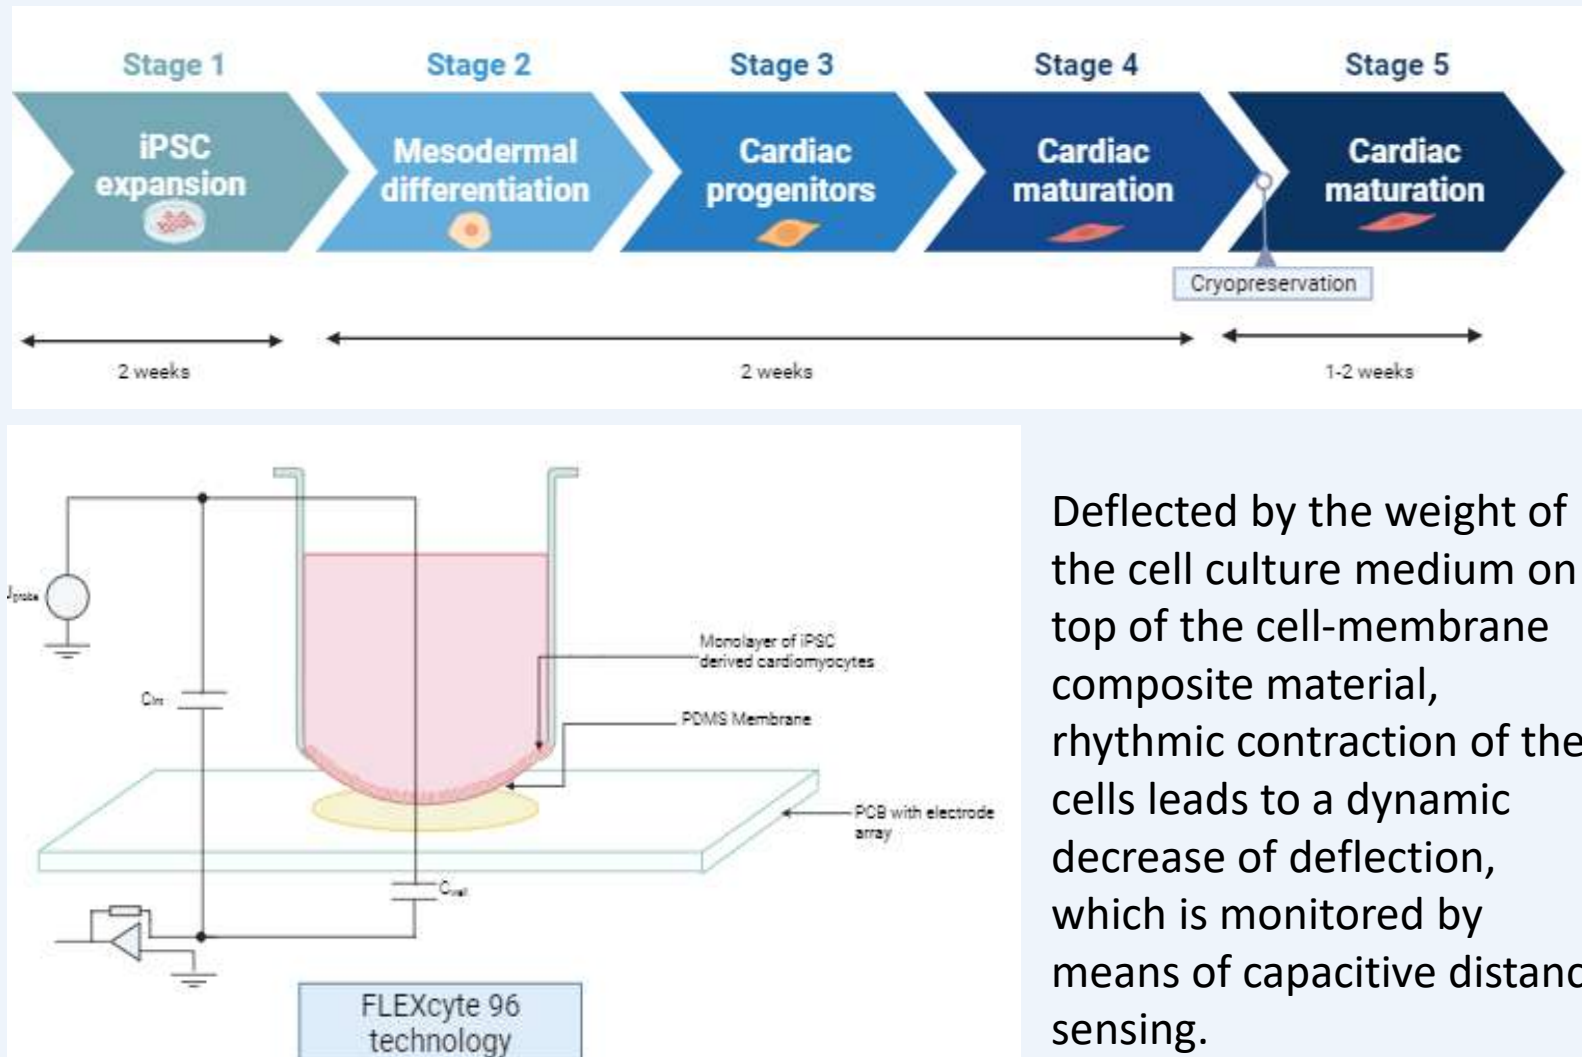 Stage 1
Stage 2
Stage 3
Stage 4
Stage 5
iPSC
expansion
Mesodermal
differentiation
Cardiac
progenitors
Cardiac
maturation
Cardiac
maturation
Cryopreservation
2 weeks
2 weeks
1-2 weeks
Monolayer of iPSC
derived cardiomyocytes
PDMS Membrane
PCB with electrode
array
FLEXcyte 96
technology
Deflected by the weight of
the cell culture medium on
top of the cell-membrane
composite material,
rhythmic contraction of the
cells leads to a dynamic
decrease of deflection,
which is monitored by
means of capacitive distanc
sensing.